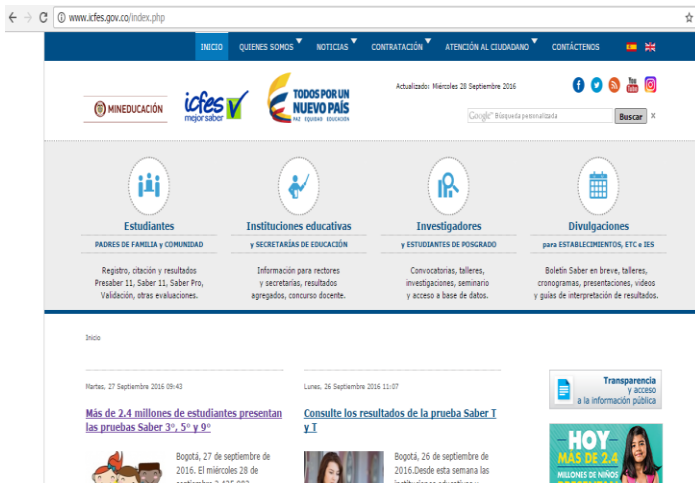 www.icfes.gov.co/index.php
INICIO QUIENES SOMOS NOTICIAS CONTRATACIÓN ATENCIÓN AL CIUDADANO CONTÁCTENOS
Actualizado: Miércoles 28 Septiembre 2016
MINEDUCACIÓN
icfes
mejor saber
TODOS POR UN
NUEVO PAÍS
PAZ EQUIDAD EDUCACIÓN
You
Tube
Google™ Búsqueda personalizada
Buscar X
Estudiantes
PADRES DE FAMILIA y COMUNIDAD
Registro, citación y resultados
Presaber 11, Saber 11, Saber Pro,
Validación, otras evaluaciones.
Instituciones educativas
y SECRETARÍAS DE EDUCACIÓN
Información para rectores
y secretarías, resultados
agregados, concurso docente.
Investigadores
y ESTUDIANTES DE POSGRADO
Convocatorias, talleres,
investigaciones, seminario
y acceso a base de datos.
Divulgaciones
para ESTABLECIMIENTOS, ETC e IES
Boletín Saber en breve, talleres,
cronogramas, presentaciones, videos
y guías de interpretación de resultados.
Inicio
Martes, 27 Septiembre 2016 09:43
Más de 2.4 millones de estudiantes presentan
las pruebas Saber 3°, 5° y 9°
Bogotá, 27 de septiembre de
2016. El miércoles 28 de
Lunes, 26 Septiembre 2016 11:07
Consulte los resultados de la prueba Saber T
y T
Bogotá, 26 de septiembre de
2016.Desde esta semana las
Transparencia
y acceso
a la información pública
HOY
MÁS DE 2.4
MILLONES DE NIÑOS